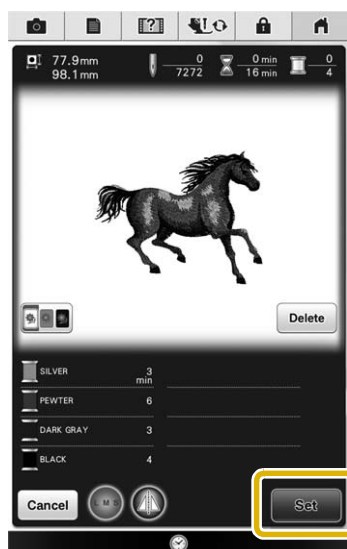 77.9mm 0 0 min 0
98.1mm 7272 16 min 4
Delete
SILVER 3
min
PEWTER 6
DARK GRAY 3
BLACK 4
Cancel L M S Set